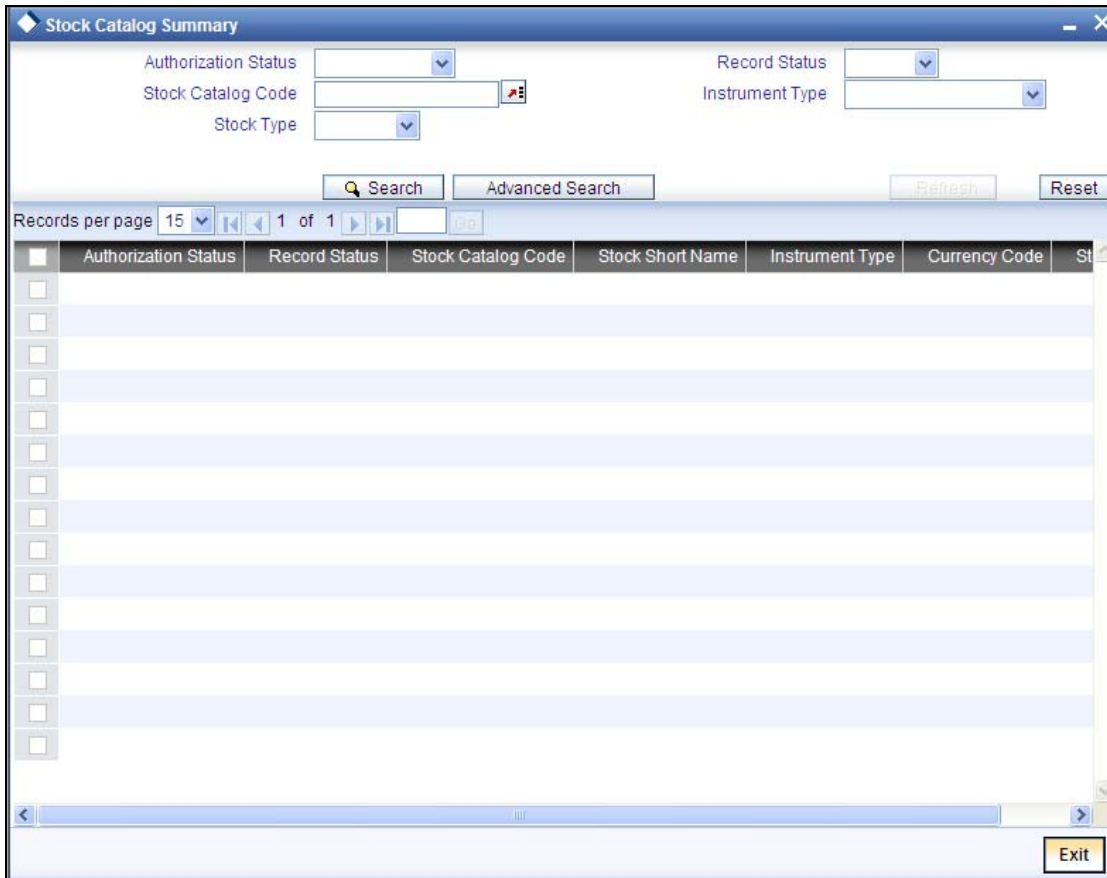 Stock Catalog Summary
Authorization Status
Record Status
Stock Catalog Code
Instrument Type
Stock Type
Search
Advanced Search
Refresh
Reset
Records per page 15 1 of 1 Go
Authorization Status Record Status Stock Catalog Code Stock Short Name Instrument Type Currency Code St
Exit